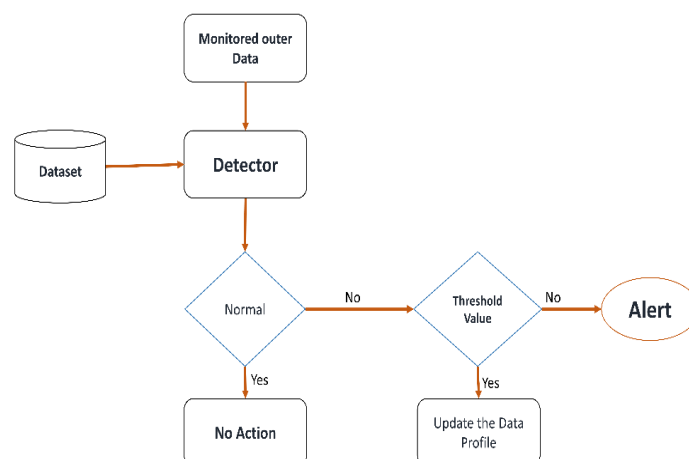 Monitored outer
Data
Dataset
Detector
Normal
No
Threshold
Value
No
Alert
Yes
Yes
No Action
Update the Data
Profile